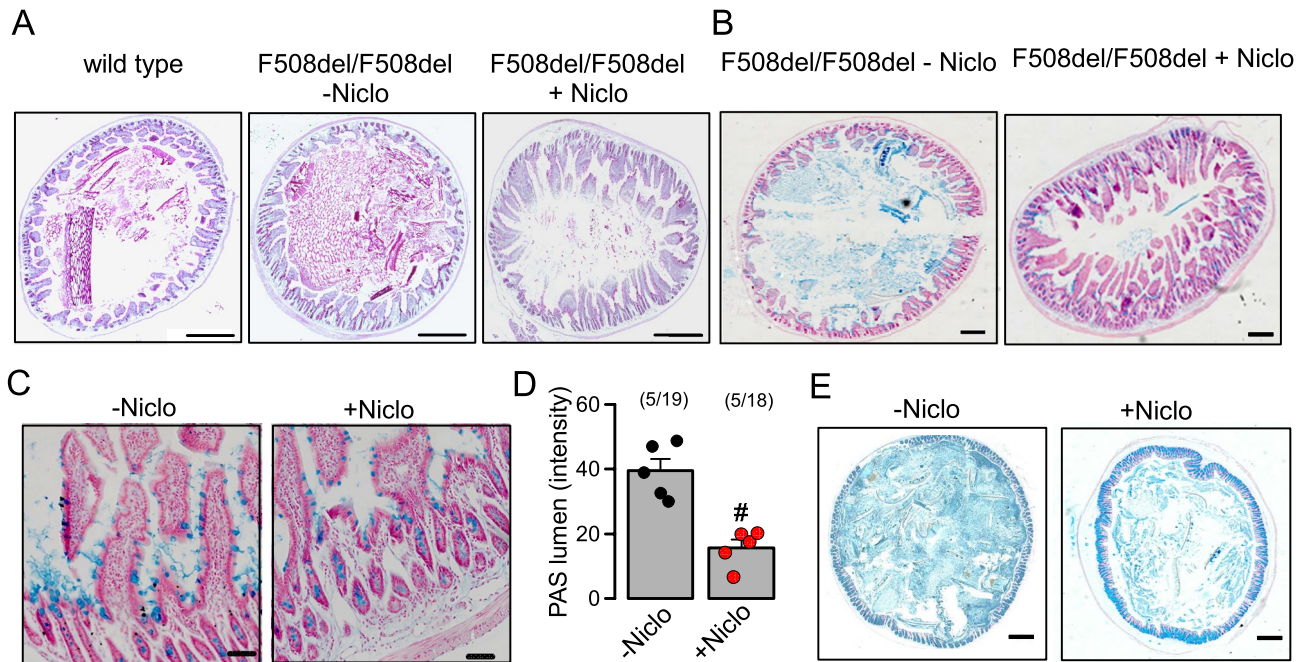 A
wild type
F508del/F508del
-Niclo
F508del/F508del
+ Niclo
B
F508del/F508del - Niclo
F508del/F508del + Niclo
C
-Niclo
+Niclo
D
PAS lumen (intensity)
60
40
20
0
(5/19)
(5/18)
#
-Niclo
+Niclo
E
-Niclo
+Niclo